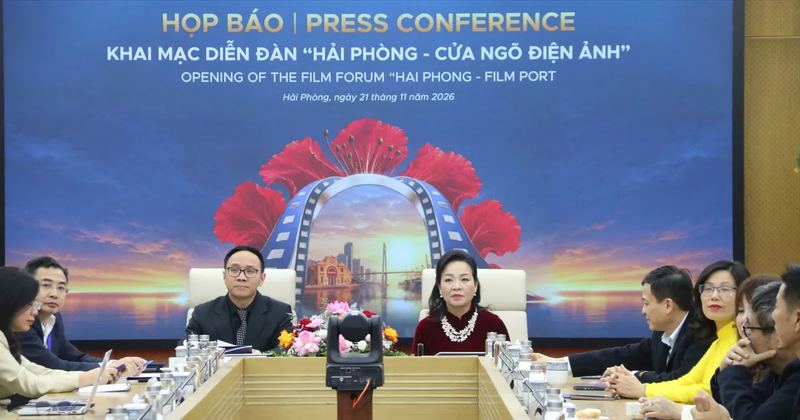 HỌP BÁO | PRESS CONFERENCE
KHAI MẠC DIỄN ĐÀN “HẢI PHÒNG - CỬA NGÕ ĐIỆN ẢNH”
OPENING OF THE FILM FORUM “HAI PHONG - FILM PORT
Hải Phòng, ngày 21 tháng 11 năm 2026